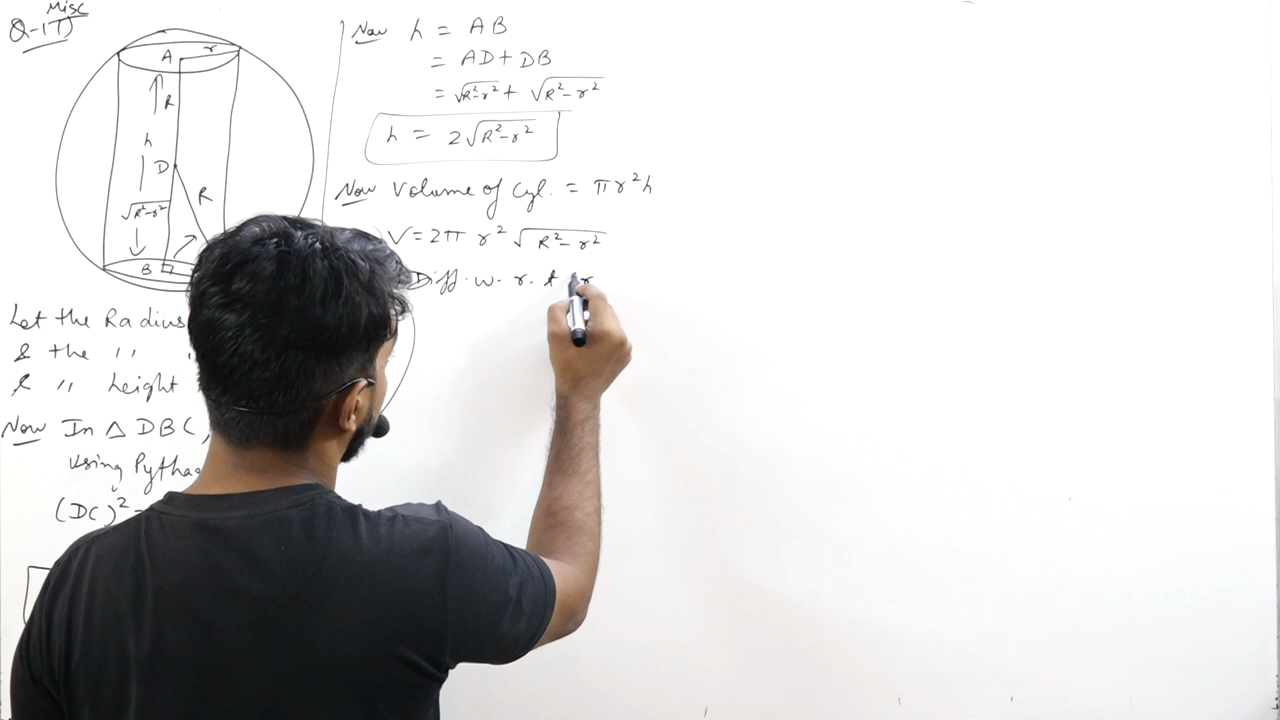 Misc
Q-17)
A r
R
h
D
R
√R²-r²
B
Let the Radius
& the ,,
& ,, height
Now In △ DBC,
Using Pytha
(DC)²
Now h = AB
= AD + DB
= √R²-r² + √R²-r²
h = 2√R²-r²
Now Volume of Cyl. = πr²h
V = 2π r² √R²-r²
Diff. w. r. t r